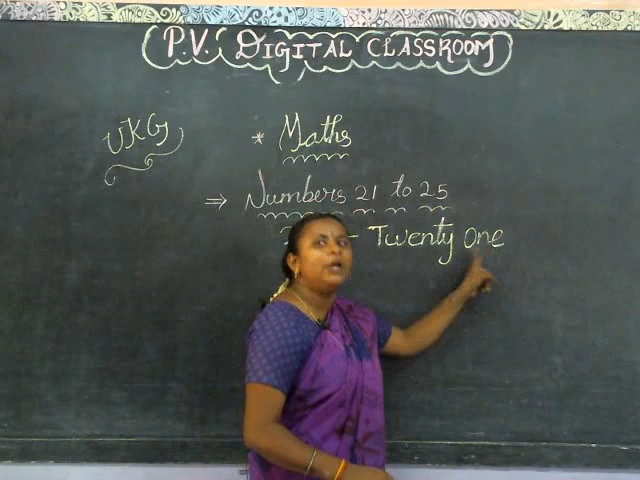 P.V. DIGITAL CLASSROOM
UKG
* Maths
⇒ Numbers 21 to 25
- Twenty One